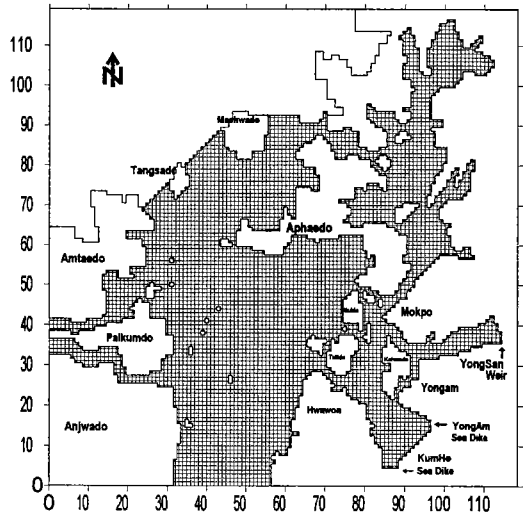 110
100
90
80
70
60
50
40
30
20
10
0
N
Tangsado
Aphaedo
Amtaedo
Palkumdo
Mokpo
YongSan
Weir
Yongam
Anjwado
Hwawon
YongAm
Sea Dike
KumHo
Sea Dike
0 10 20 30 40 50 60 70 80 90 100 110